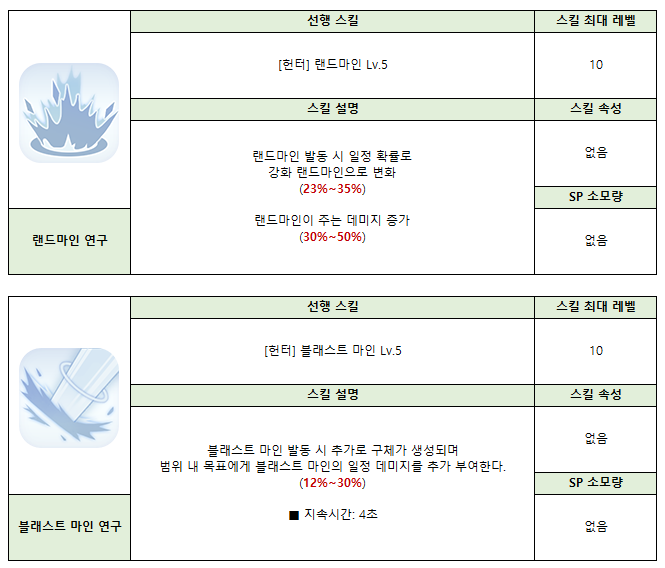 선행 스킬
스킬 최대 레벨
[헌터] 랜드마인 Lv.5
10
스킬 설명
스킬 속성
랜드마인 발동 시 일정 확률로
강화 랜드마인으로 변화
(23%~35%)
랜드마인이 주는 데미지 증가
(30%~50%)
없음
SP 소모량
랜드마인 연구
없음
선행 스킬
스킬 최대 레벨
[헌터] 블래스트 마인 Lv.5
10
스킬 설명
스킬 속성
블래스트 마인 발동 시 추가로 구체가 생성되며
범위 내 목표에게 블래스트 마인의 일정 데미지를 추가 부여한다.
(12%~30%)
■ 지속시간: 4초
없음
SP 소모량
블래스트 마인 연구
없음